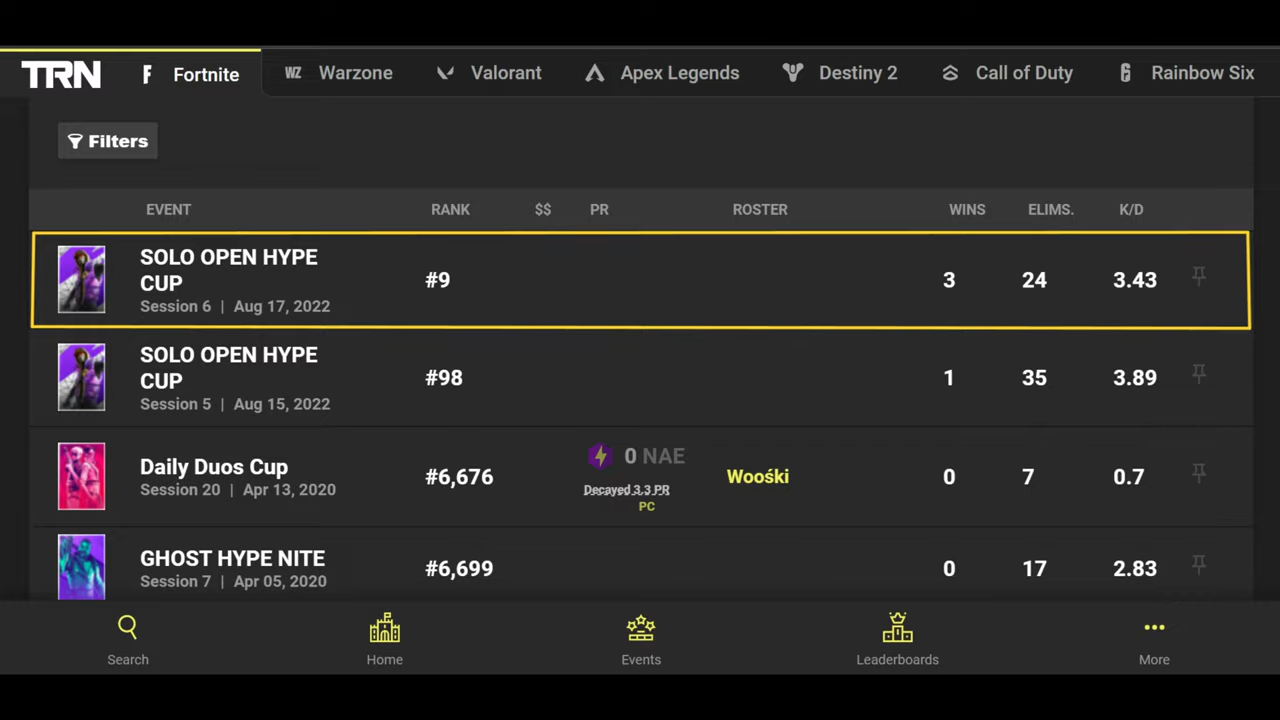 TRN Fortnite Warzone Valorant Apex Legends Destiny 2 Call of Duty Rainbow Six
Filters
EVENT RANK $$ PR ROSTER WINS ELIMS. K/D
SOLO OPEN HYPE
CUP
Session 6 | Aug 17, 2022
#9 3 24 3.43
SOLO OPEN HYPE
CUP
Session 5 | Aug 15, 2022
#98 1 35 3.89
Daily Duos Cup
Session 20 | Apr 13, 2020
#6,676
0 NAE
Decayed 3.3 PR
PC
Woośki
0 7 0.7
GHOST HYPE NITE
Session 7 | Apr 05, 2020
#6,699 0 17 2.83
Search Home Events Leaderboards More